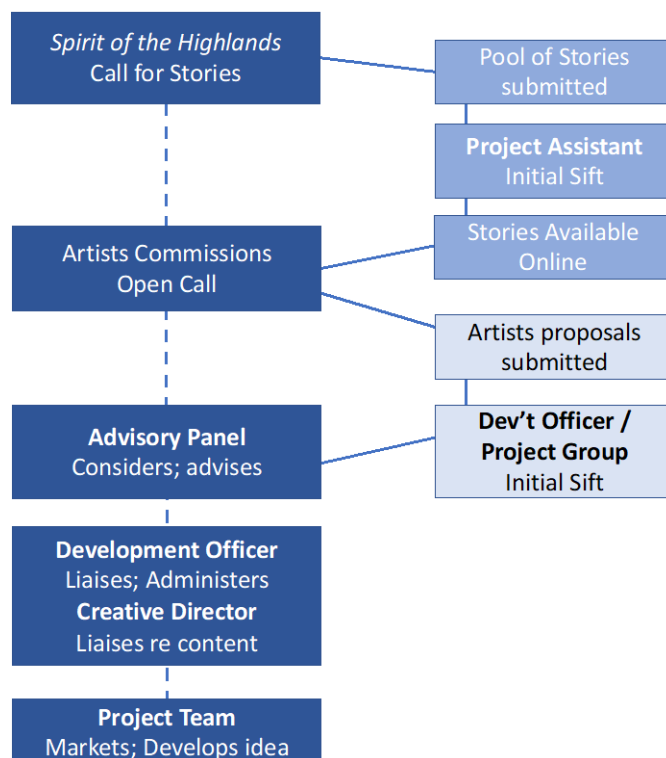 Spirit of the Highlands
Call for Stories
Pool of Stories
submitted
Project Assistant
Initial Sift
Stories Available
Online
Artists Commissions
Open Call
Artists proposals
submitted
Dev't Officer /
Project Group
Initial Sift
Advisory Panel
Considers; advises
Development Officer
Liaises; Administers
Creative Director
Liaises re content
Project Team
Markets; Develops idea